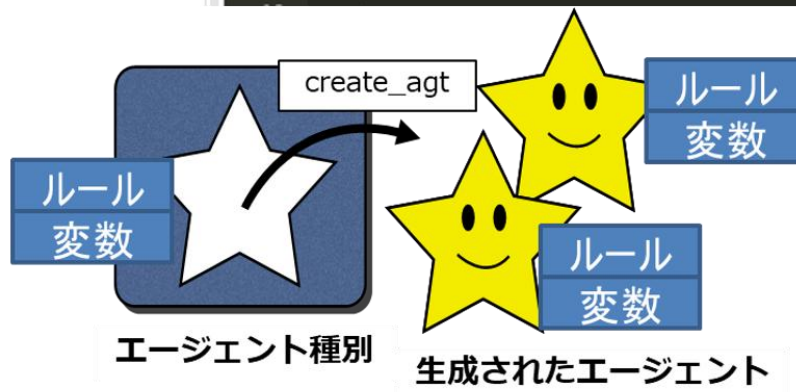 create_agt
ルール
変数
ルール
変数
ルール
変数
エージェント種別
生成されたエージェント